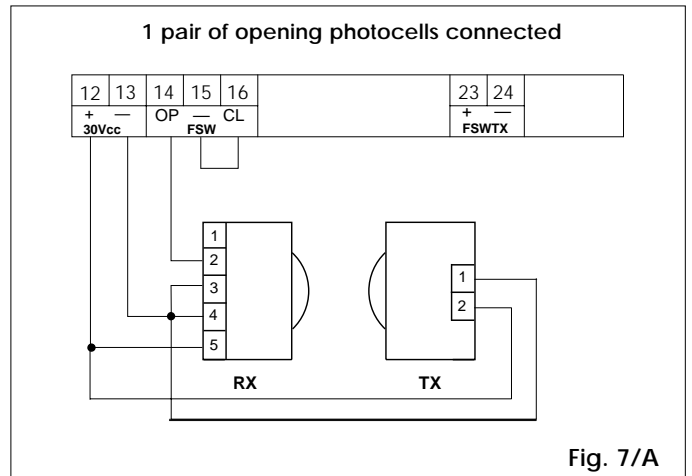 1 pair of opening photocells connected
12 13 14 15 16 23 24
+ — OP — CL + —
30Vcc FSW FSWTX
1
2
3
4
5
1
2
RX TX
Fig. 7/A